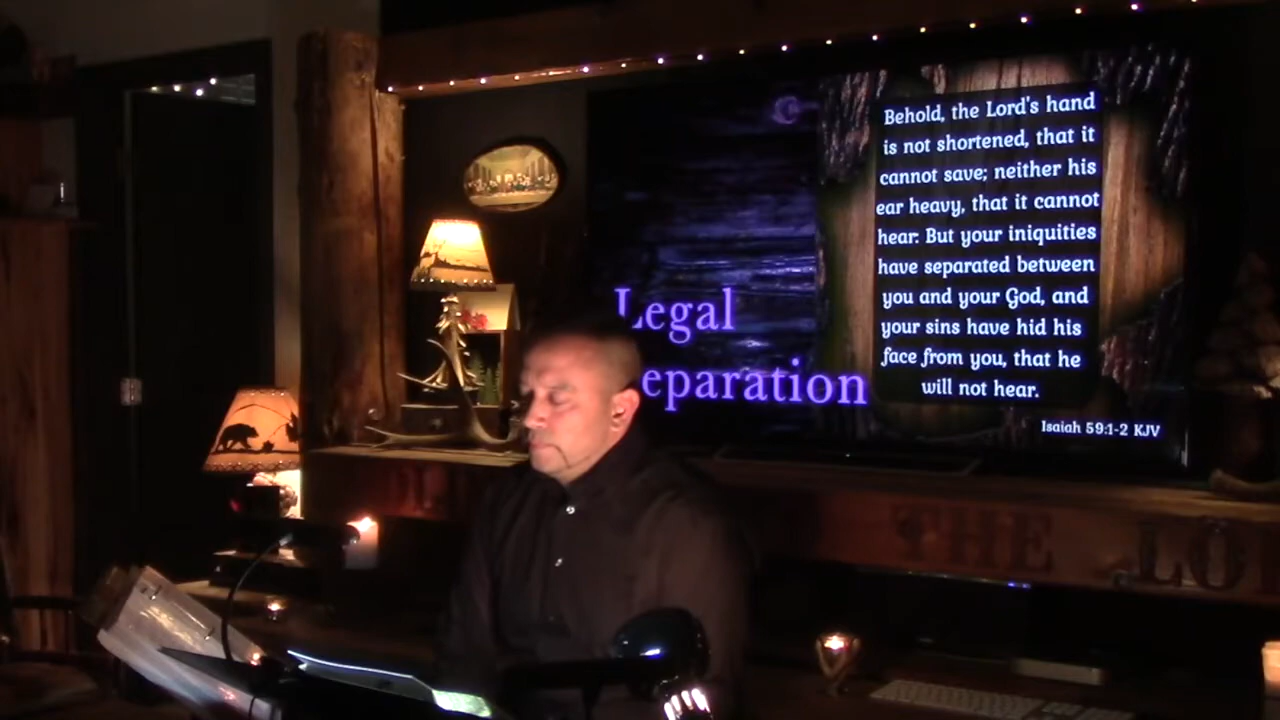 Legal
eparation
Behold, the Lord's hand
is not shortened, that it
cannot save; neither his
ear heavy, that it cannot
hear: But your iniquities
have separated between
you and your God, and
your sins have hid his
face from you, that he
will not hear.
Isaiah 59:1-2 KJV
THE LO